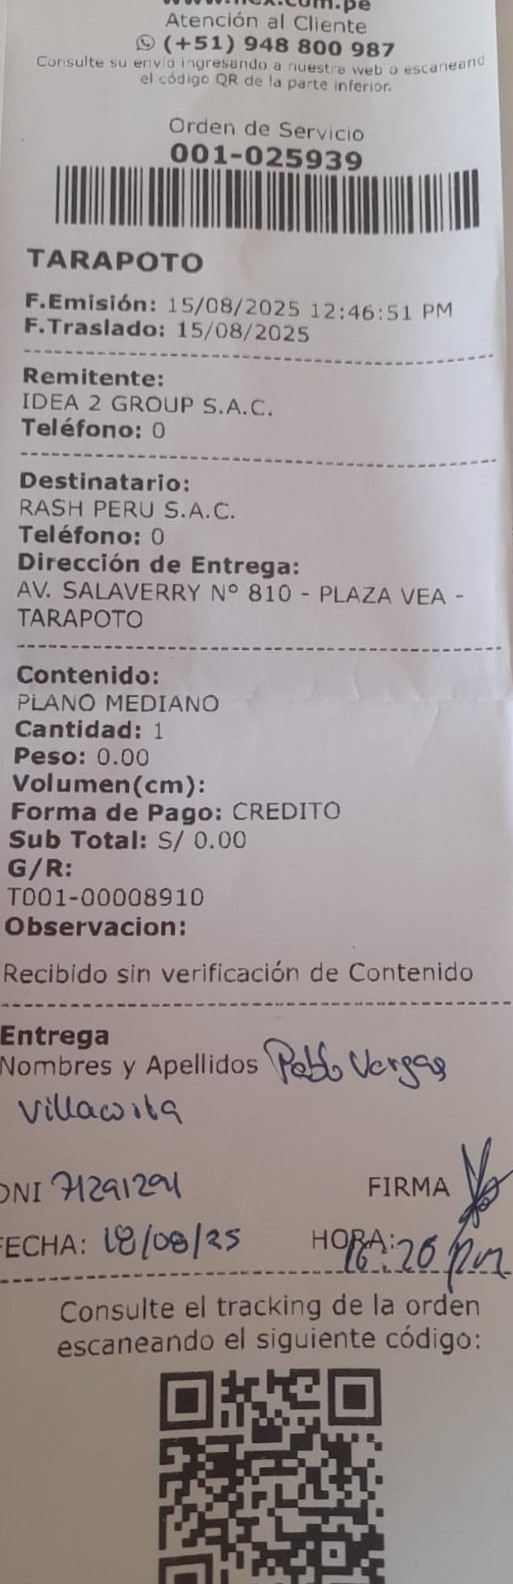 Atención al Cliente
(+51) 948 800 987
Consulte su envío ingresando a nuestra web o escaneand
el código QR de la parte inferior.
Orden de Servicio
001-025939
TARAPOTO
F.Emisión: 15/08/2025 12:46:51 PM
F.Traslado: 15/08/2025
Remitente:
IDEA 2 GROUP S.A.C.
Teléfono: 0
Destinatario:
RASH PERU S.A.C.
Teléfono: 0
Dirección de Entrega:
AV. SALAVERRY Nº 810 - PLAZA VEA -
TARAPOTO
Contenido:
PLANO MEDIANO
Cantidad: 1
Peso: 0.00
Volumen(cm):
Forma de Pago: CREDITO
Sub Total: S/ 0.00
G/R:
T001-00008910
Observacion:
Recibido sin verificación de Contenido
Entrega
Nombres y Apellidos Pablo Vargas
DNI 71291291
FIRMA
FECHA: 18/08/25
HORA: 16:20 pm
Consulte el tracking de la orden
escaneando el siguiente código: